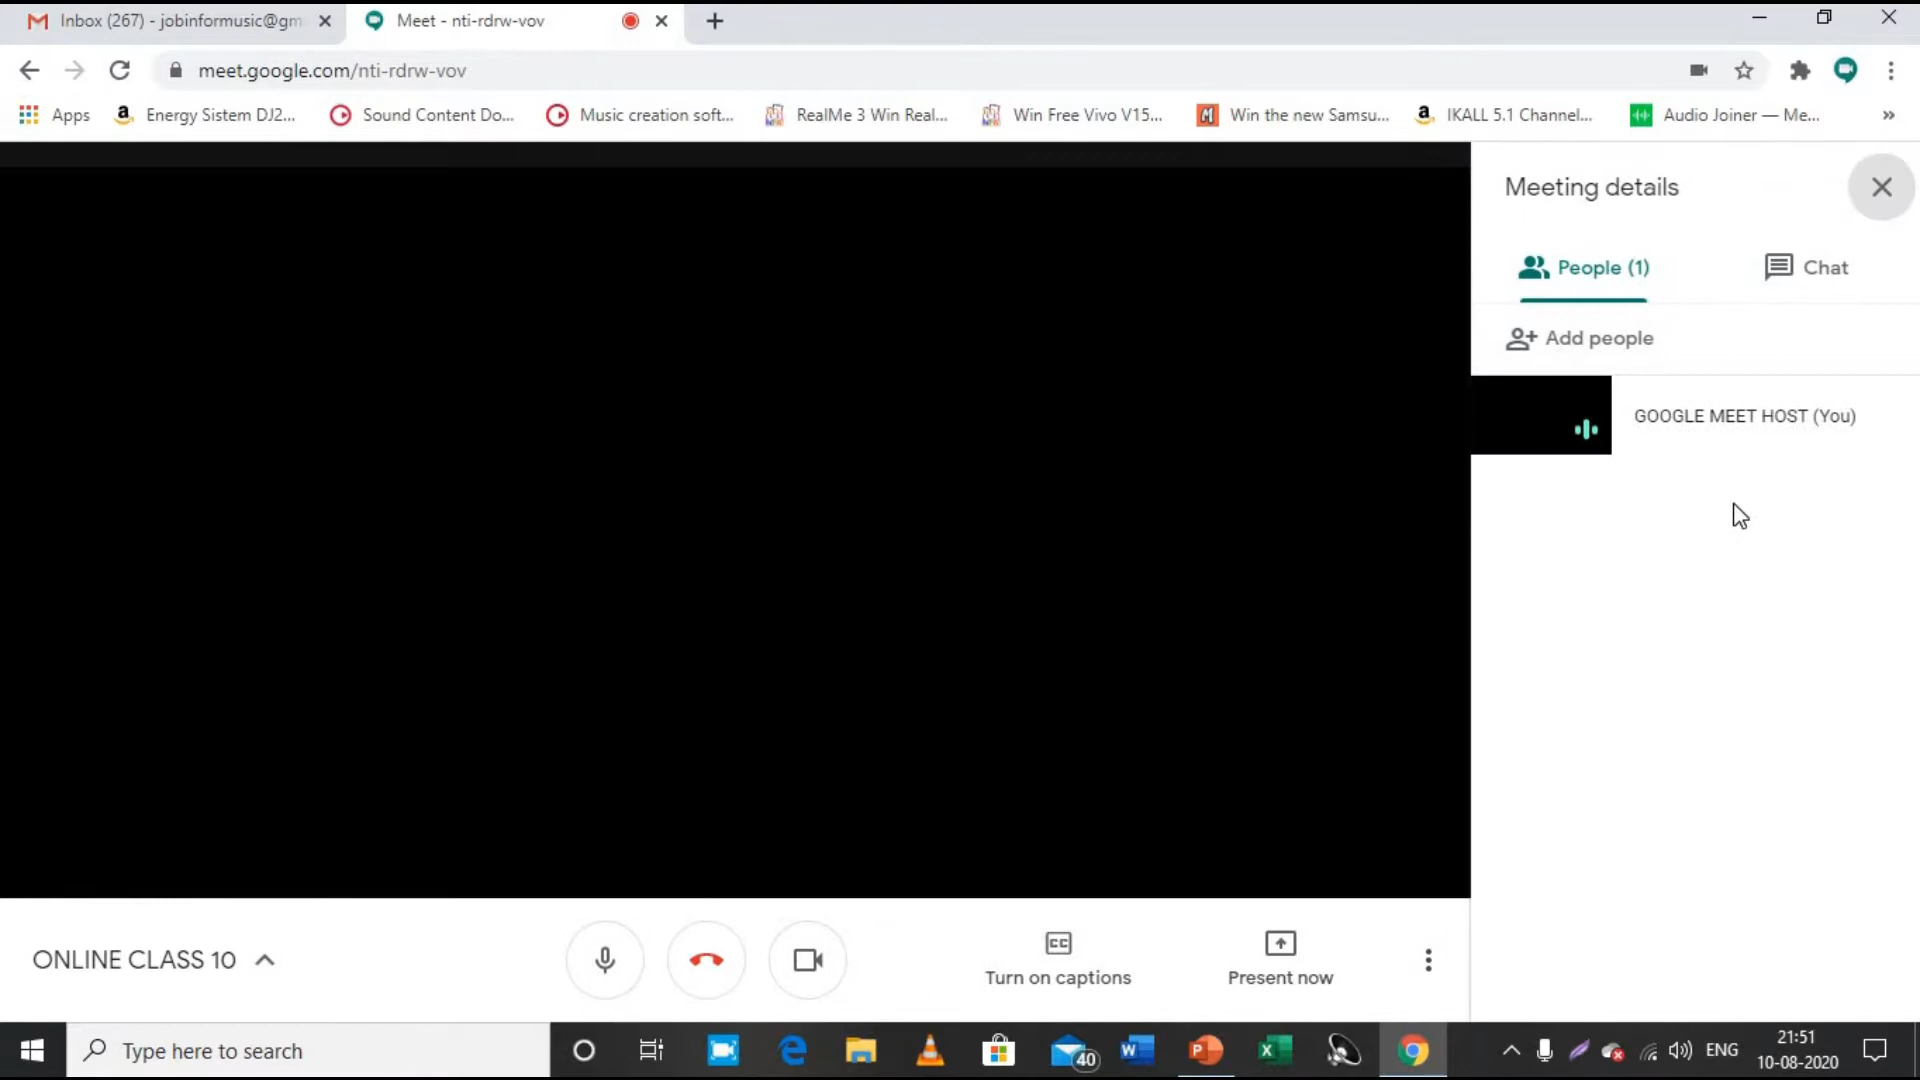 Inbox (267) - jobinformusic@gm
Meet - nti-rdrw-vov
meet.google.com/nti-rdrw-vov
Apps
Energy Sistem DJ2...
Sound Content Do...
Music creation soft...
RealMe 3 Win Real...
Win Free Vivo V15...
Win the new Samsu...
IKALL 5.1 Channel...
Audio Joiner — Me...
»
Meeting details
People (1)
Chat
Add people
GOOGLE MEET HOST (You)
ONLINE CLASS 10
CC
Turn on captions
Present now
Type here to search
40
ENG
21:51
10-08-2020